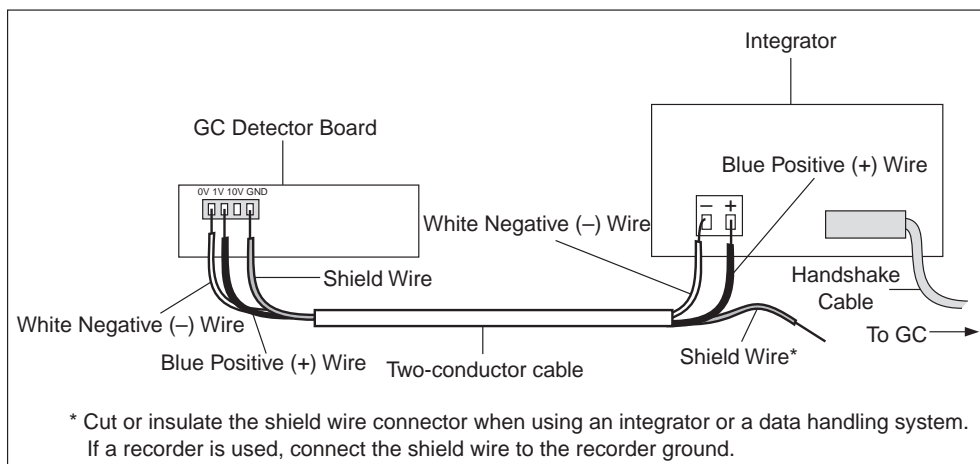 Integrator
GC Detector Board
Blue Positive (+) Wire
0V 1V 10V GND
– +
White Negative (–) Wire
Shield Wire
Handshake
Cable
White Negative (–) Wire
To GC
Blue Positive (+) Wire
Two-conductor cable
Shield Wire*
* Cut or insulate the shield wire connector when using an integrator or a data handling system.
If a recorder is used, connect the shield wire to the recorder ground.